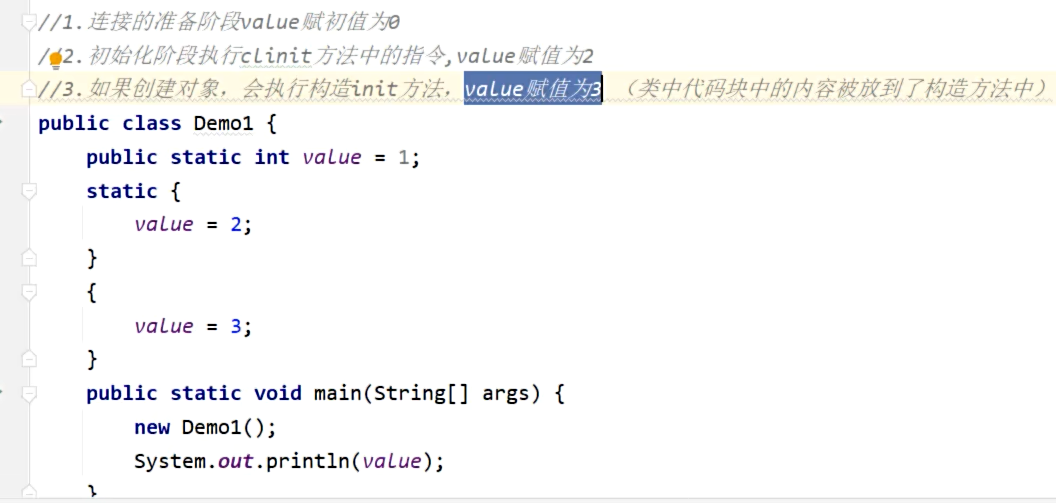 //1.连接的准备阶段value赋初值为0
//2.初始化阶段执行clinit方法中的指令,value赋值为2
//3.如果创建对象，会执行构造init方法，value赋值为3 （类中代码块中的内容被放到了构造方法中）
public class Demo1 {
public static int value = 1;
static {
value = 2;
}
{
value = 3;
}
public static void main(String[] args) {
new Demo1();
System.out.println(value);
}